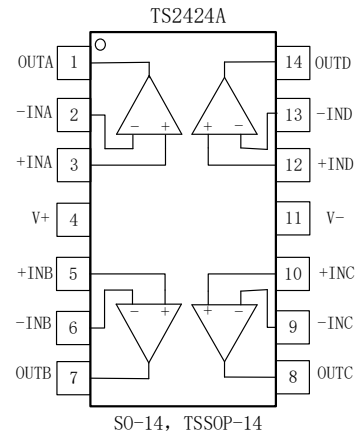 TS2424A
OUTA 1 14 OUTD
-INA 2 13 -IND
- + + -
+INA 3 12 +IND
V+ 4 11 V-
+INB 5 10 +INC
- + + -
-INB 6 9 -INC
OUTB 7 8 OUTC
SO-14, TSSOP-14